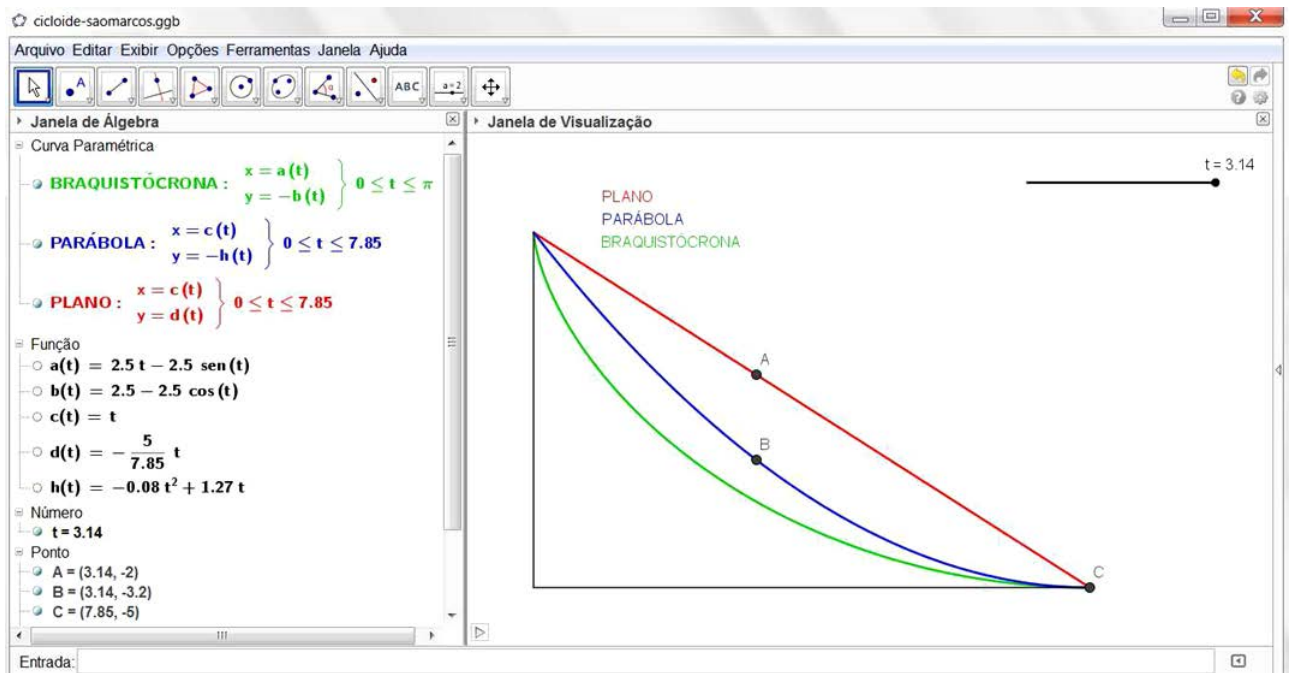 cicloide-saomarcos.ggb
Arquivo Editar Exibir Opções Ferramentas Janela Ajuda
A
ABC
a=2
Janela de Álgebra
Curva Paramétrica
BRAQUISTÓCRONA : x = a (t) y = −b (t) } 0 ≤ t ≤ π
PARÁBOLA : x = c (t) y = −h (t) } 0 ≤ t ≤ 7.85
PLANO : x = c (t) y = d (t) } 0 ≤ t ≤ 7.85
Função
a(t) = 2.5 t − 2.5 sen (t)
b(t) = 2.5 − 2.5 cos (t)
c(t) = t
d(t) = − 5/7.85 t
h(t) = −0.08 t² + 1.27 t
Número
t = 3.14
Ponto
A = (3.14, -2)
B = (3.14, -3.2)
C = (7.85, -5)
Janela de Visualização
t = 3.14
PLANO
PARÁBOLA
BRAQUISTÓCRONA
A
B
C
Entrada: